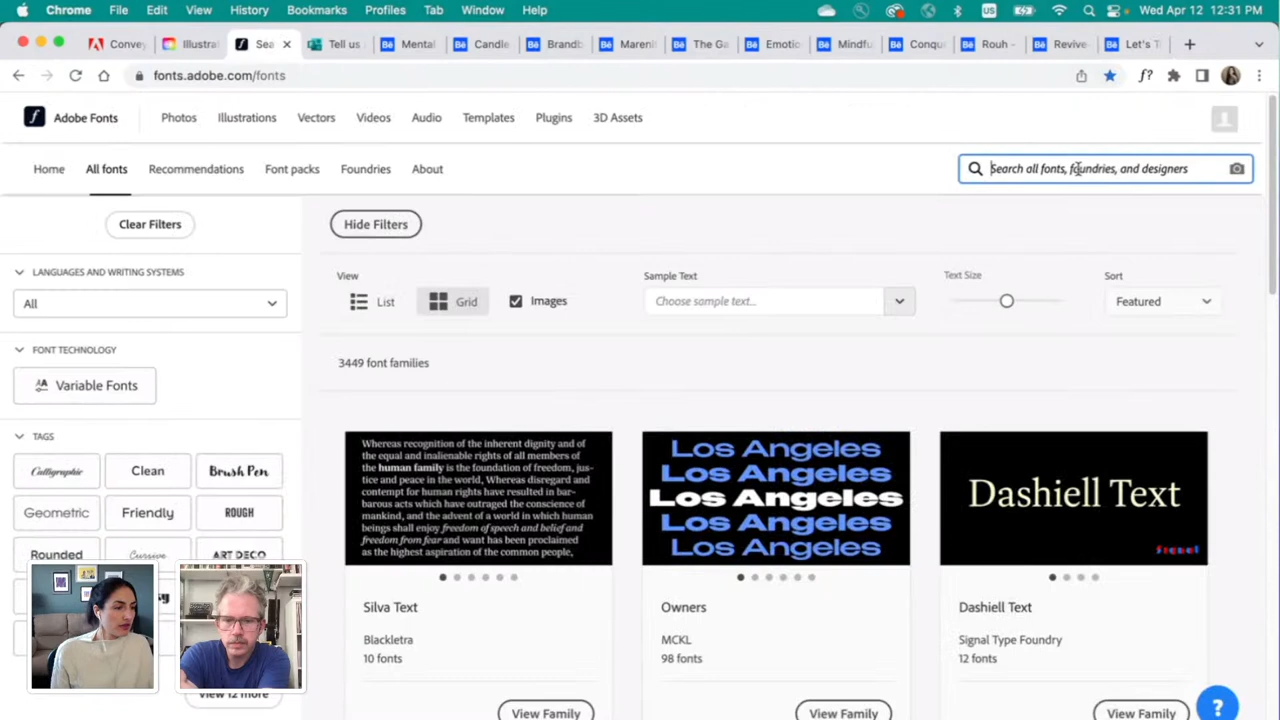 Chrome File Edit View History Bookmarks Profiles Tab Window Help
US
Wed Apr 12 12:31 PM
Convey
Illustra
Sea
Tell us
Mental
Candle
Brandb
Mareni
The Ga
Emotic
Mindfu
Conqu
Rouh -
Revive
Let's T
fonts.adobe.com/fonts
f?
Adobe Fonts
Photos Illustrations Vectors Videos Audio Templates Plugins 3D Assets
Home All fonts Recommendations Font packs Foundries About
Search all fonts, foundries, and designers
Clear Filters
Hide Filters
LANGUAGES AND WRITING SYSTEMS
All
FONT TECHNOLOGY
Variable Fonts
TAGS
Calligraphic
Clean
Brush Pen
Geometric
Friendly
ROUGH
Rounded
Cursive
ART DECO
View 12 more
View
List
Grid
Images
Sample Text
Choose sample text...
Text Size
Sort
Featured
3449 font families
Whereas recognition of the inherent dignity and of
the equal and inalienable rights of all members of
the human family is the foundation of freedom, jus-
tice and peace in the world, Whereas disregard and
contempt for human rights have resulted in bar-
barous acts which have outraged the conscience of
mankind, and the advent of a world in which human
beings shall enjoy freedom of speech and belief and
freedom from fear and want has been proclaimed
as the highest aspiration of the common people,
Silva Text
Blackletra
10 fonts
View Family
Los Angeles
Los Angeles
Los Angeles
Los Angeles
Los Angeles
Owners
MCKL
98 fonts
View Family
Dashiell Text
Signal
Dashiell Text
Signal Type Foundry
12 fonts
View Family
?